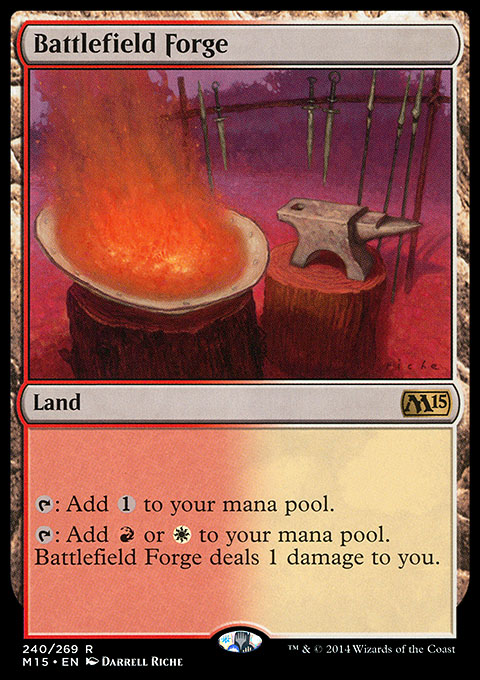 Battlefield Forge
riche
Land
M15
: Add 1 to your mana pool.
: Add or to your mana pool.
Battlefield Forge deals 1 damage to you.
240/269 R
M15 • EN Darrell Riche
™ & © 2014 Wizards of the Coast